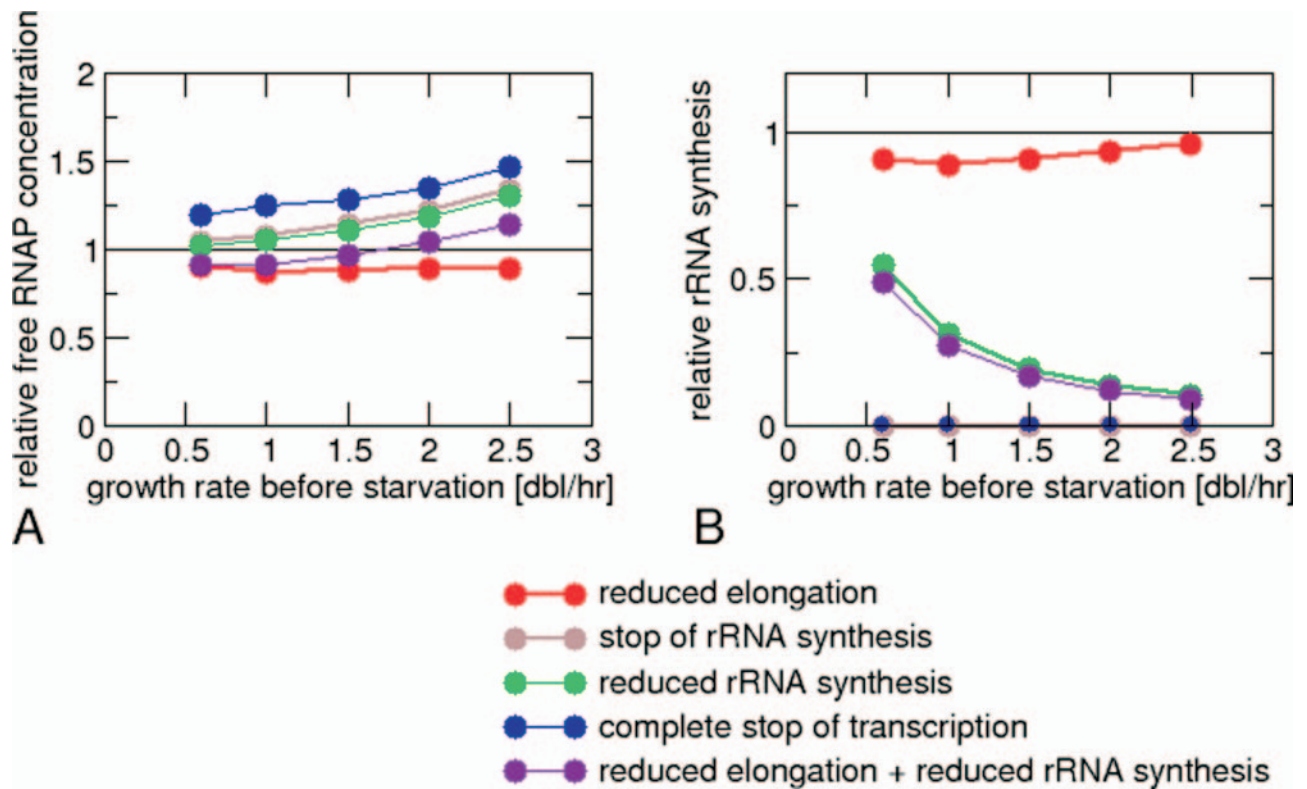 relative free RNAP concentration
2
1.5
1
0.5
0
0 0.5 1 1.5 2 2.5 3
growth rate before starvation [dbl/hr]
A
relative rRNA synthesis
1
0.5
0
0 0.5 1 1.5 2 2.5 3
growth rate before starvation [dbl/hr]
B
reduced elongation
stop of rRNA synthesis
reduced rRNA synthesis
complete stop of transcription
reduced elongation + reduced rRNA synthesis